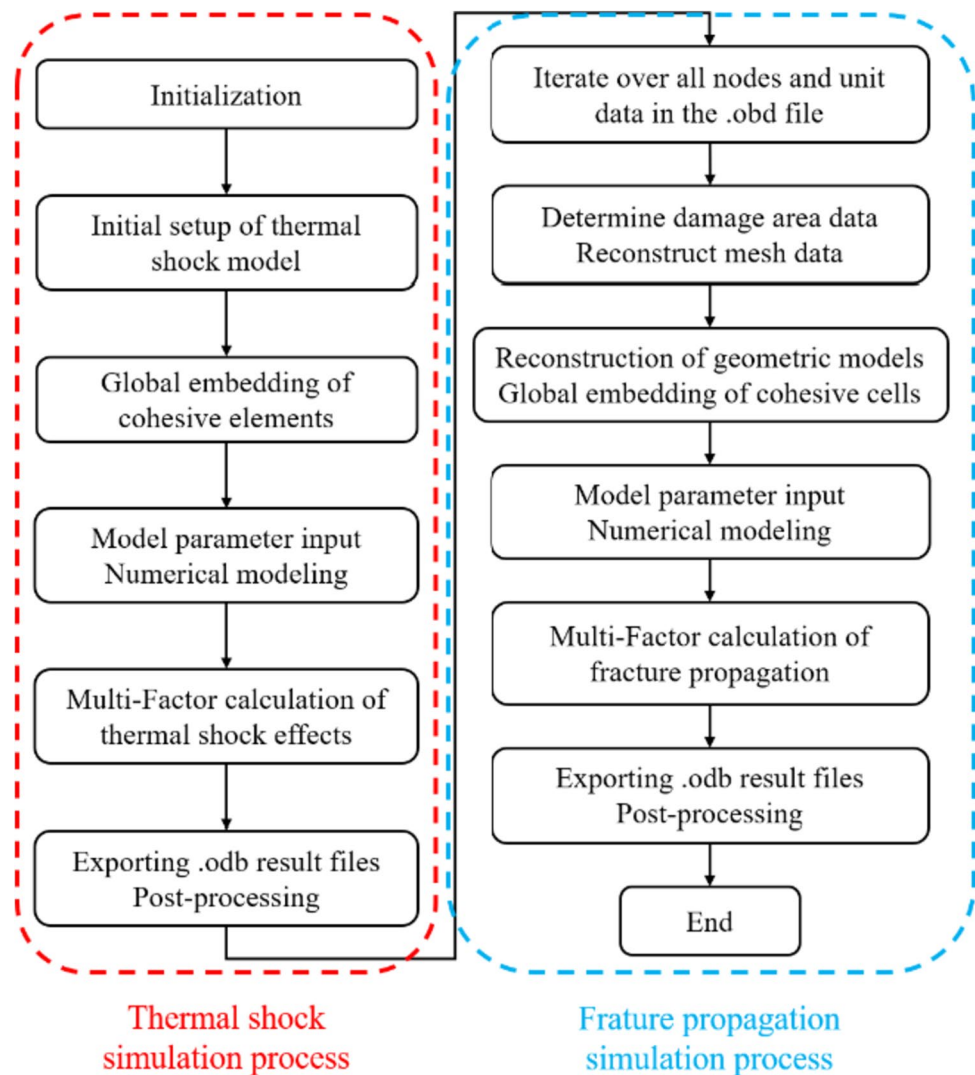 Initialization
Initial setup of thermal
shock model
Global embedding of
cohesive elements
Model parameter input
Numerical modeling
Multi-Factor calculation of
thermal shock effects
Exporting .odb result files
Post-processing
Thermal shock
simulation process
Iterate over all nodes and unit
data in the .obd file
Determine damage area data
Reconstruct mesh data
Reconstruction of geometric models
Global embedding of cohesive cells
Model parameter input
Numerical modeling
Multi-Factor calculation of
fracture propagation
Exporting .odb result files
Post-processing
End
Frature propagation
simulation process